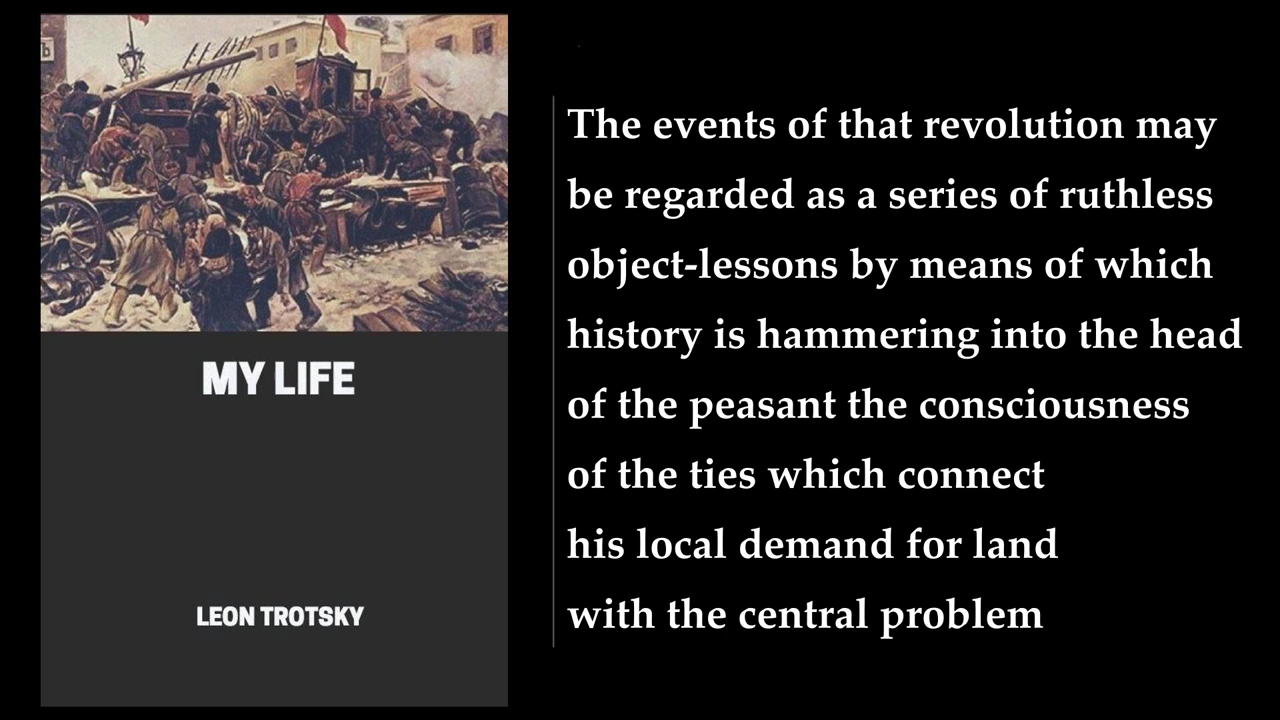 Ъ
MY LIFE
LEON TROTSKY
The events of that revolution may
be regarded as a series of ruthless
object-lessons by means of which
history is hammering into the head
of the peasant the consciousness
of the ties which connect
his local demand for land
with the central problem